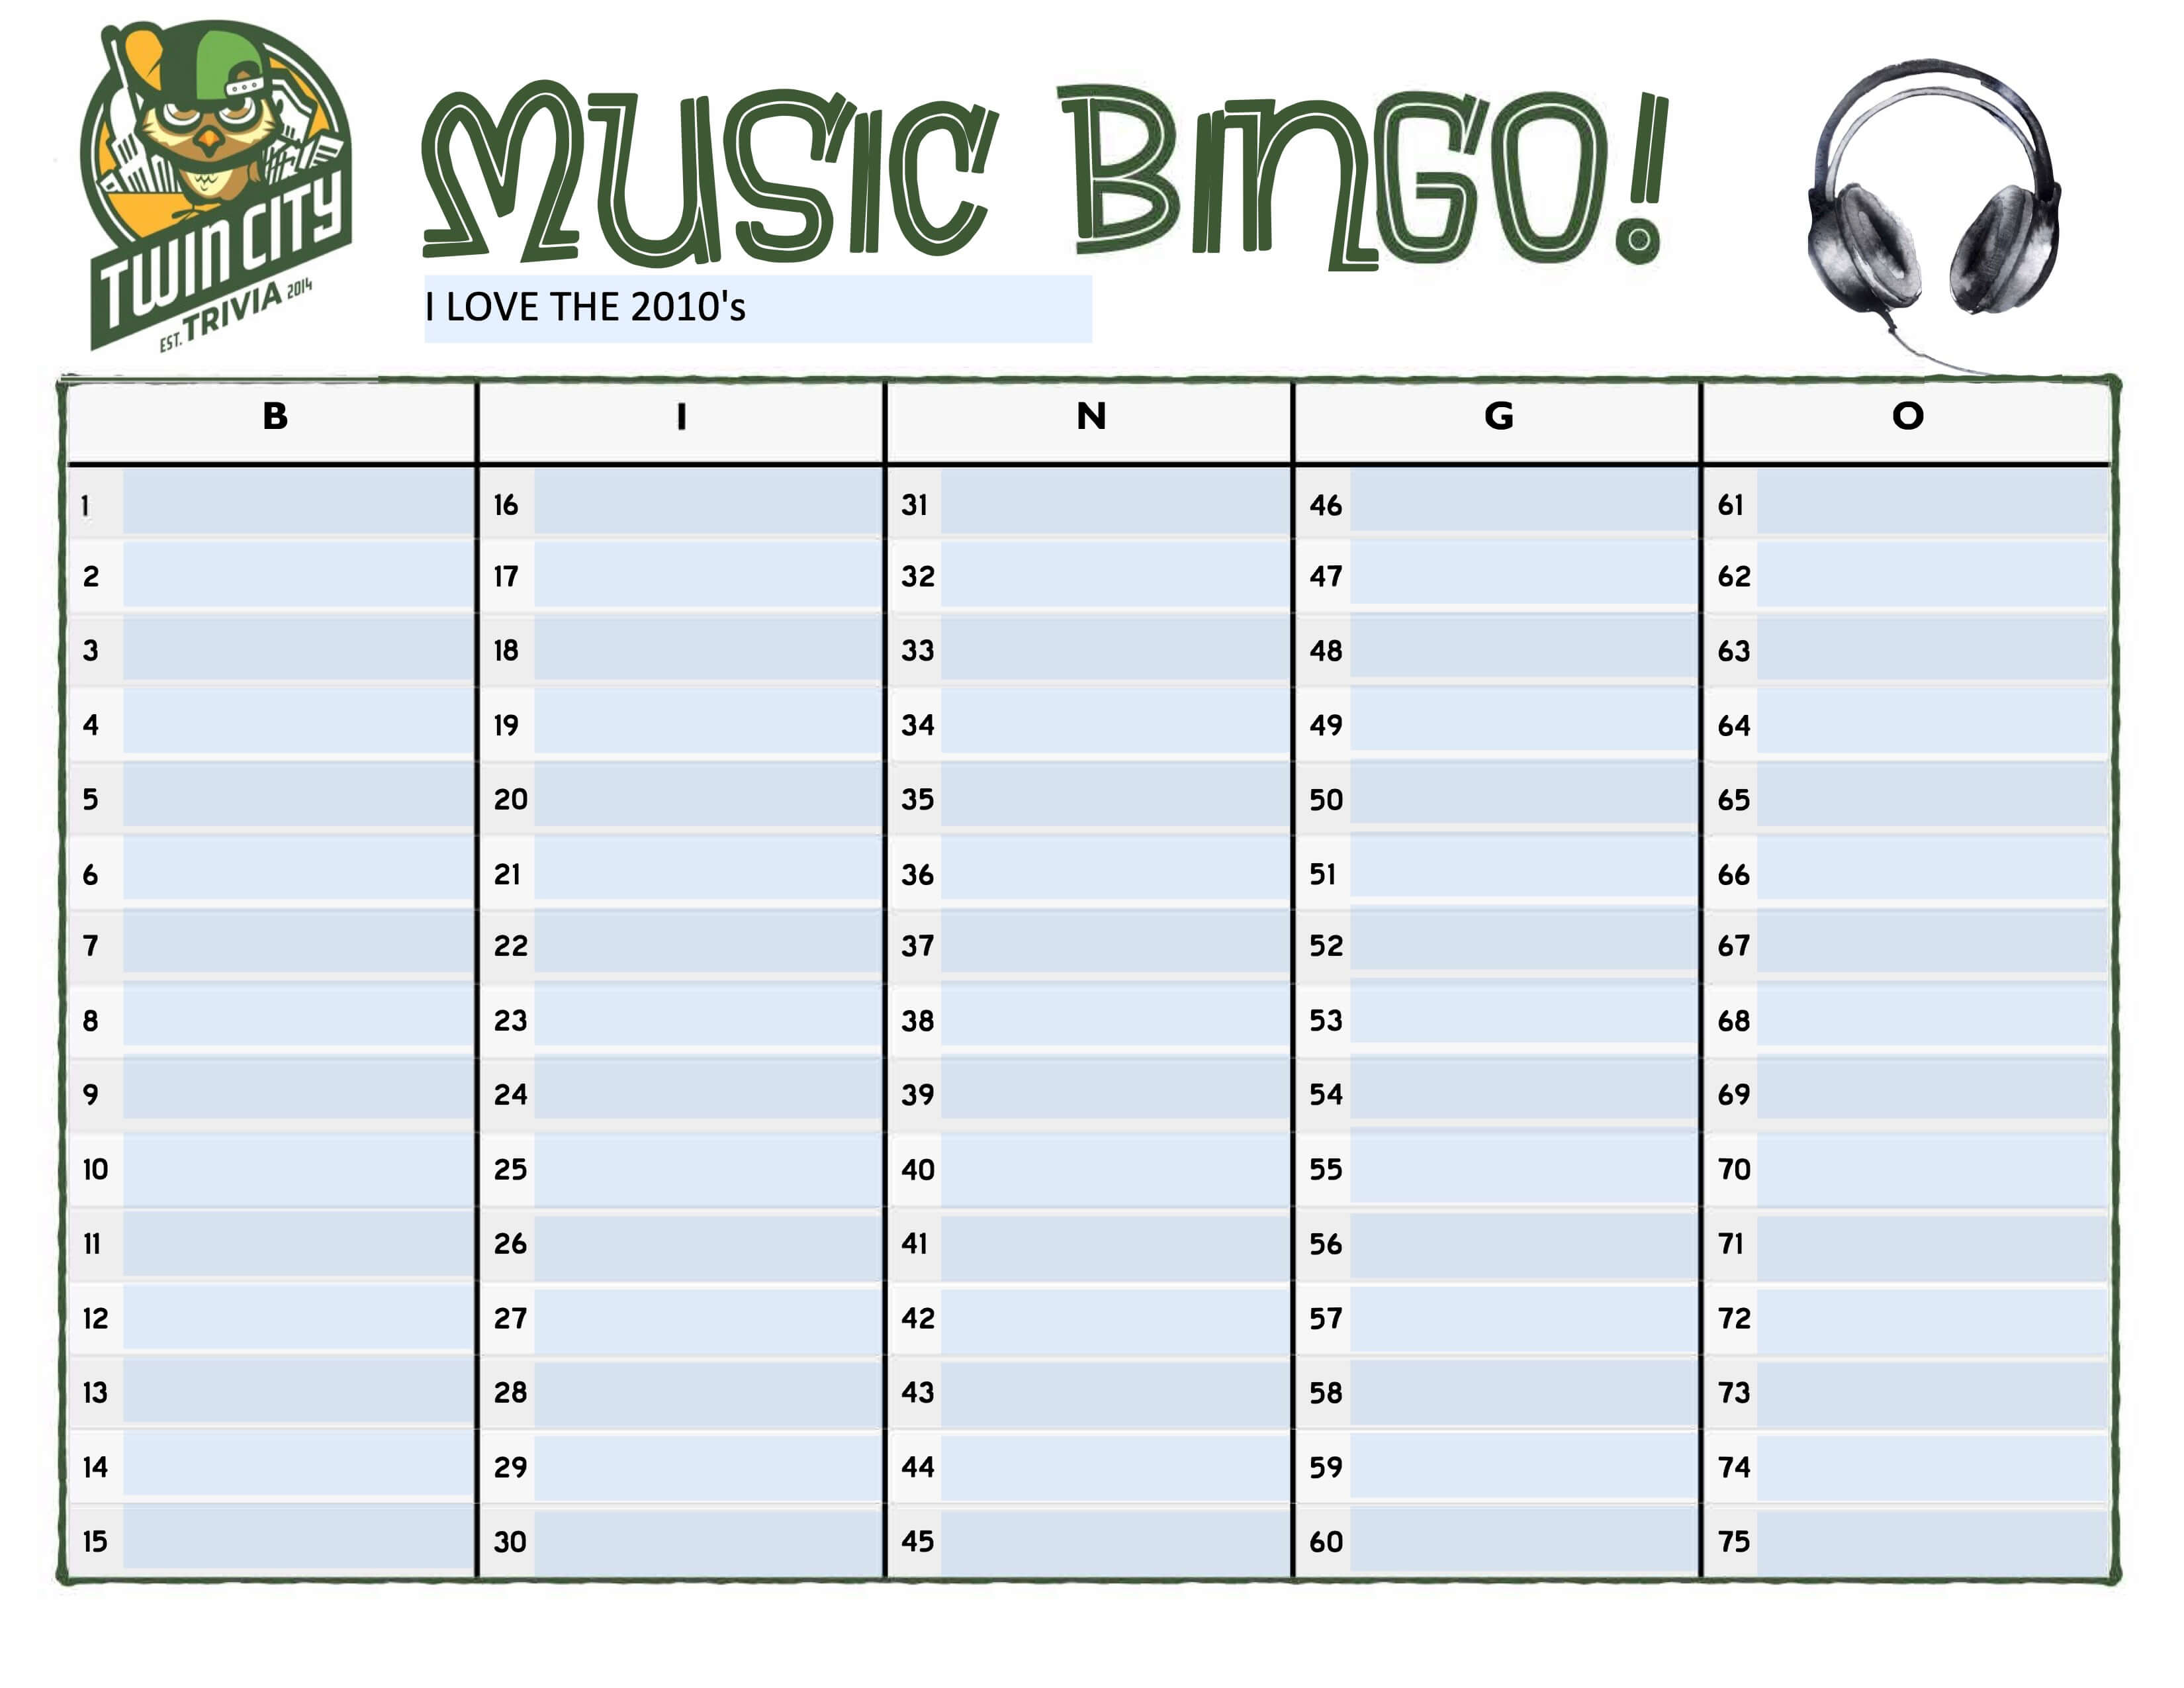 TWIN CITY
EST. TRIVIA 2014
MUSIC BINGO!
I LOVE THE 2010's
B I N G O
1 16 31 46 61
2 17 32 47 62
3 18 33 48 63
4 19 34 49 64
5 20 35 50 65
6 21 36 51 66
7 22 37 52 67
8 23 38 53 68
9 24 39 54 69
10 25 40 55 70
11 26 41 56 71
12 27 42 57 72
13 28 43 58 73
14 29 44 59 74
15 30 45 60 75